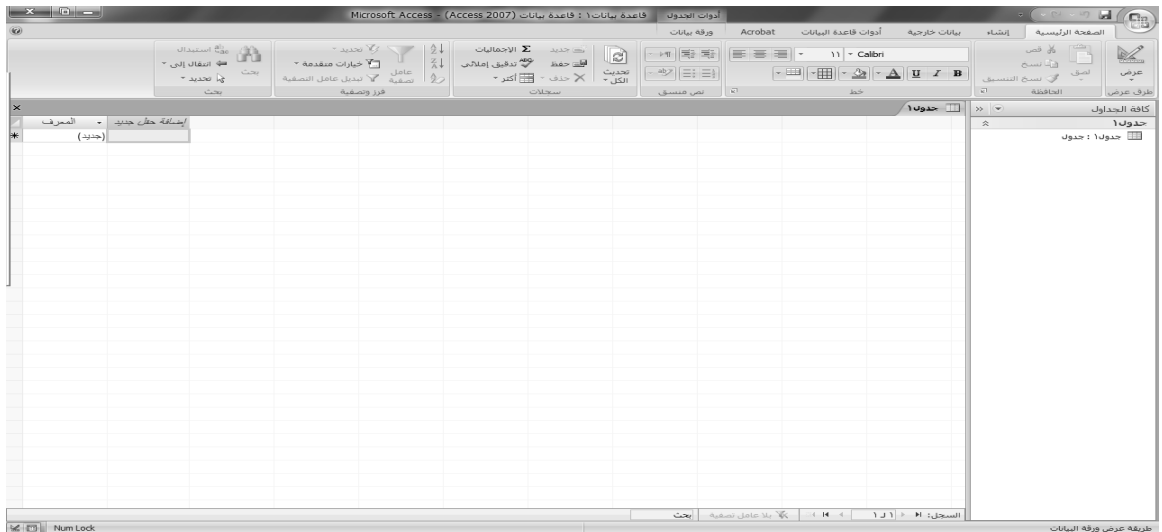 أدوات الجدول قاعدة بيانات١ : قاعدة بيانات (Access 2007) - Microsoft Access
الصفحة الرئيسية إنشاء بيانات خارجية أدوات قاعدة البيانات Acrobat ورقة بيانات
عرض
طرق عرض
لصق
قص
نسخ
نسخ التنسيق
الحافظة
Calibri ١١
B I U A
خط
نص منسق
تحديث الكل
جديد
حفظ
حذف
الإجماليات
تدقيق إملائي
أكثر
سجلات
عامل تصفية
تحديد
خيارات متقدمة
تبديل عامل التصفية
فرز وتصفية
بحث
استبدال
انتقال إلى
تحديد
بحث
كافة الجداول
جدول١
جدول١ : جدول
جدول١
إضافة حقل جديد المعرف
(جديد)
السجل: ١ لـ ١ بلا عامل تصفية بحث
طريقة عرض ورقة البيانات
Num Lock